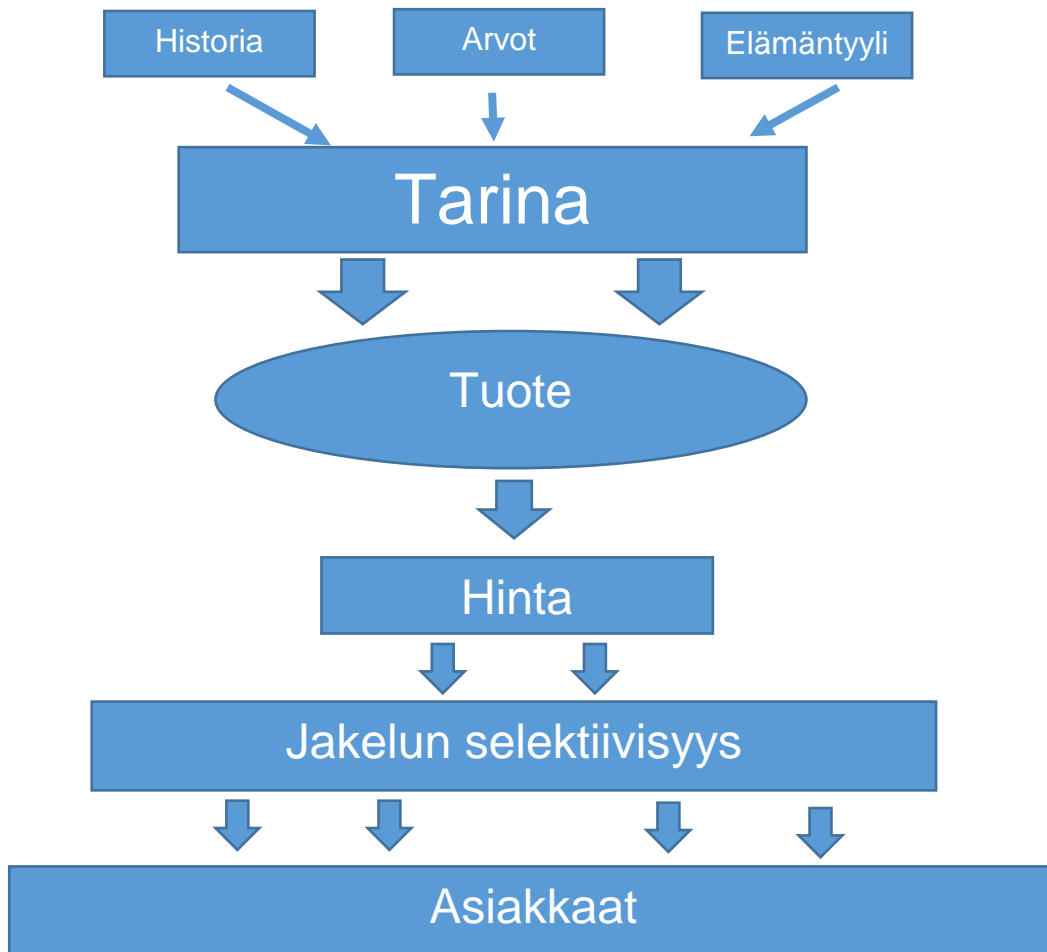 Historia
Arvot
Elämäntyyli
Tarina
Tuote
Hinta
Jakelun selektiivisyys
Asiakkaat